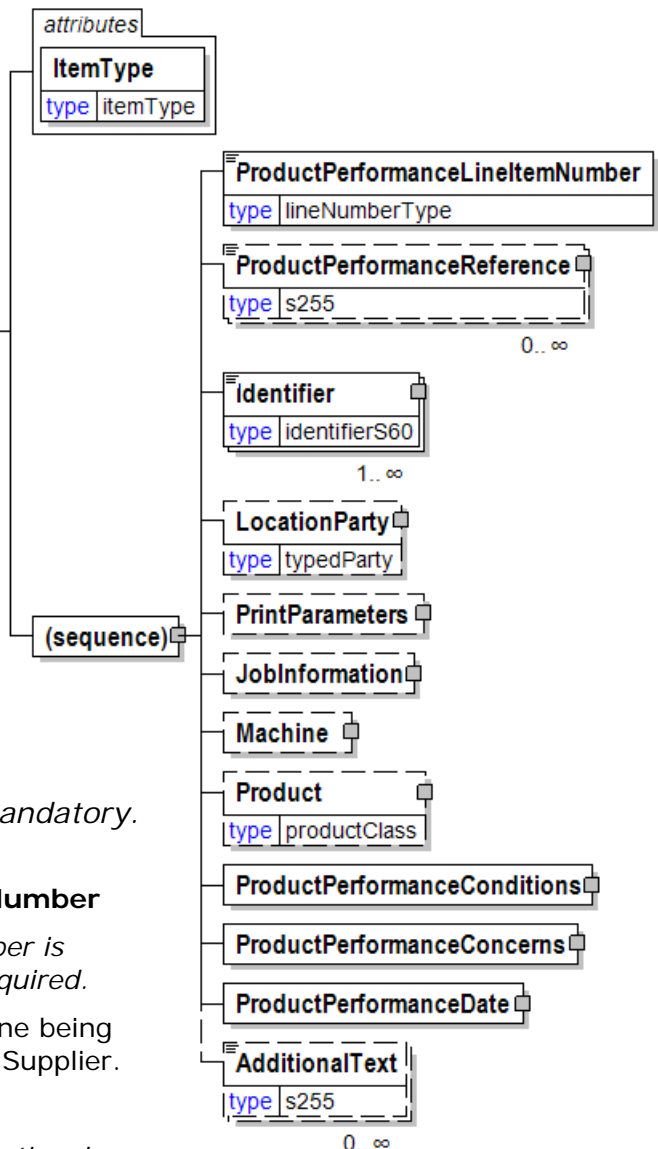 attributes
ItemType
type itemType
ProductPerformanceLineItemNumber
type lineNumberType
ProductPerformanceReference
type s255
0.. ∞
Identifier
type identifierS60
1.. ∞
LocationParty
type typedParty
(sequence)
PrintParameters
JobInformation
Machine
Product
type productClass
andatory.
ProductPerformanceConditions
ProductPerformanceConcerns
ProductPerformanceDate
AdditionalText
type s255
0.. ∞
lumber
er is
quired.
ne being
Supplier.